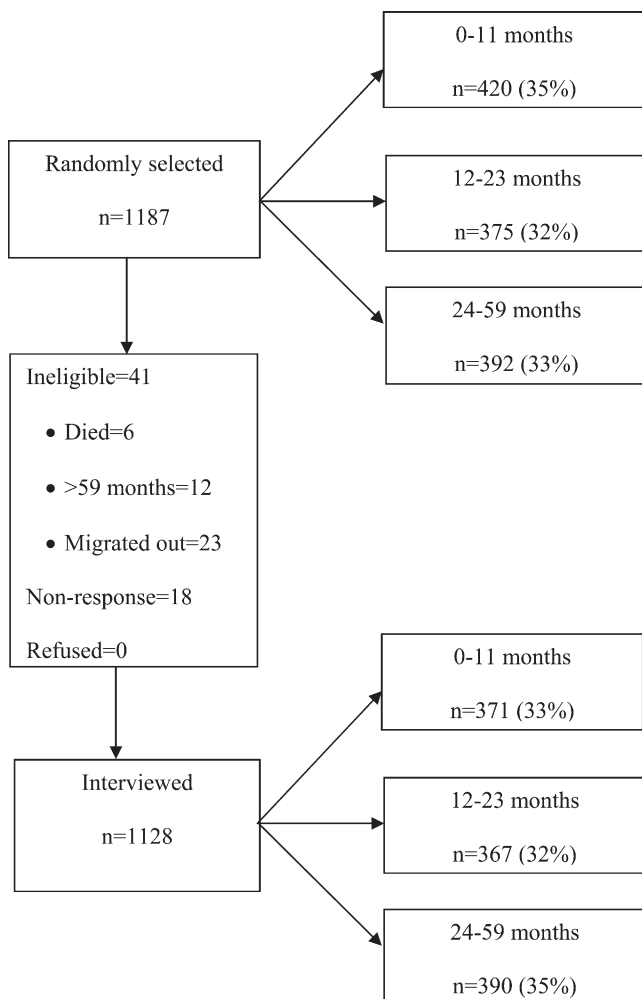 0-11 months
n=420 (35%)
Randomly selected
n=1187
12-23 months
n=375 (32%)
24-59 months
n=392 (33%)
Ineligible=41
• Died=6
• >59 months=12
• Migrated out=23
Non-response=18
Refused=0
0-11 months
n=371 (33%)
Interviewed
n=1128
12-23 months
n=367 (32%)
24-59 months
n=390 (35%)